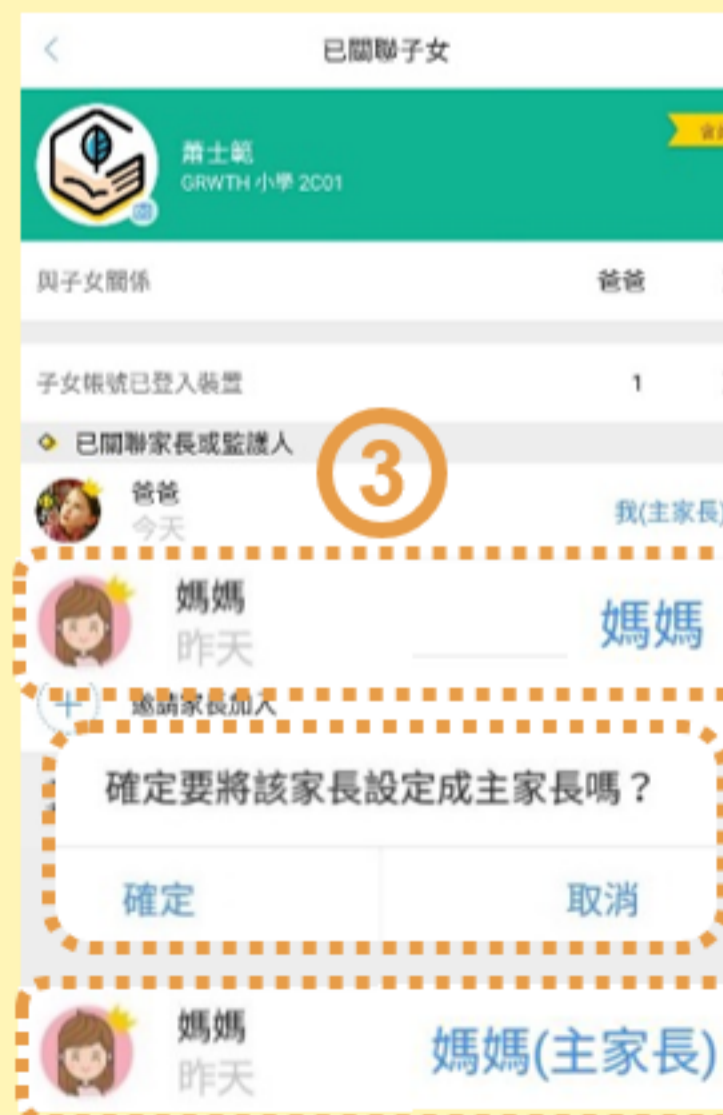 已關聯子女
蕭士範
GRWTH 小學 2C01
與子女關係 爸爸
子女帳號已登入裝置 1
已關聯家長或監護人
3
爸爸
今天
我(主家長)
媽媽
昨天
媽媽
邀請家長加入
確定要將該家長設定成主家長嗎？
確定 取消
媽媽
昨天
媽媽(主家長)